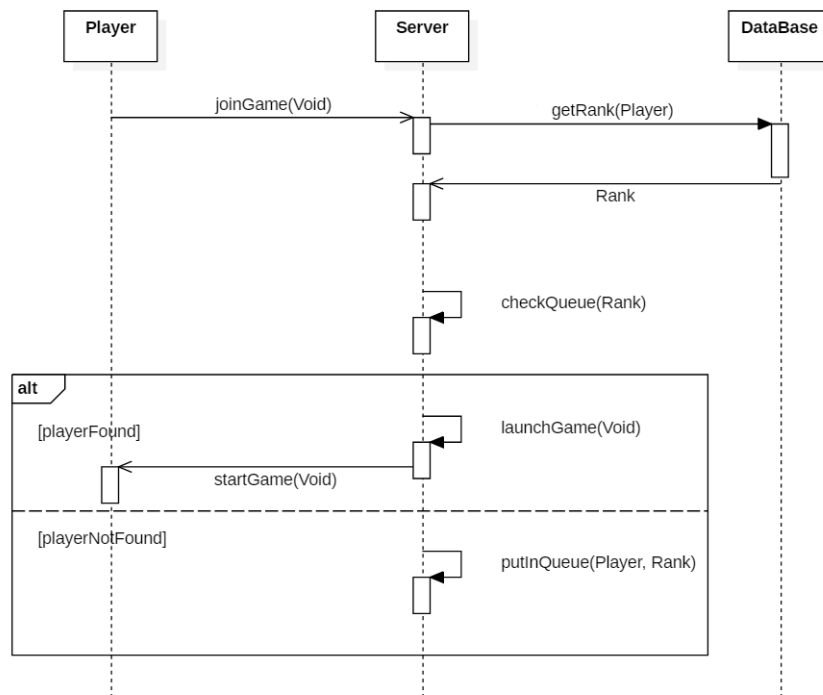 Player
Server
DataBase
joinGame(Void)
getRank(Player)
Rank
checkQueue(Rank)
alt
[playerFound]
launchGame(Void)
startGame(Void)
[playerNotFound]
putInQueue(Player, Rank)